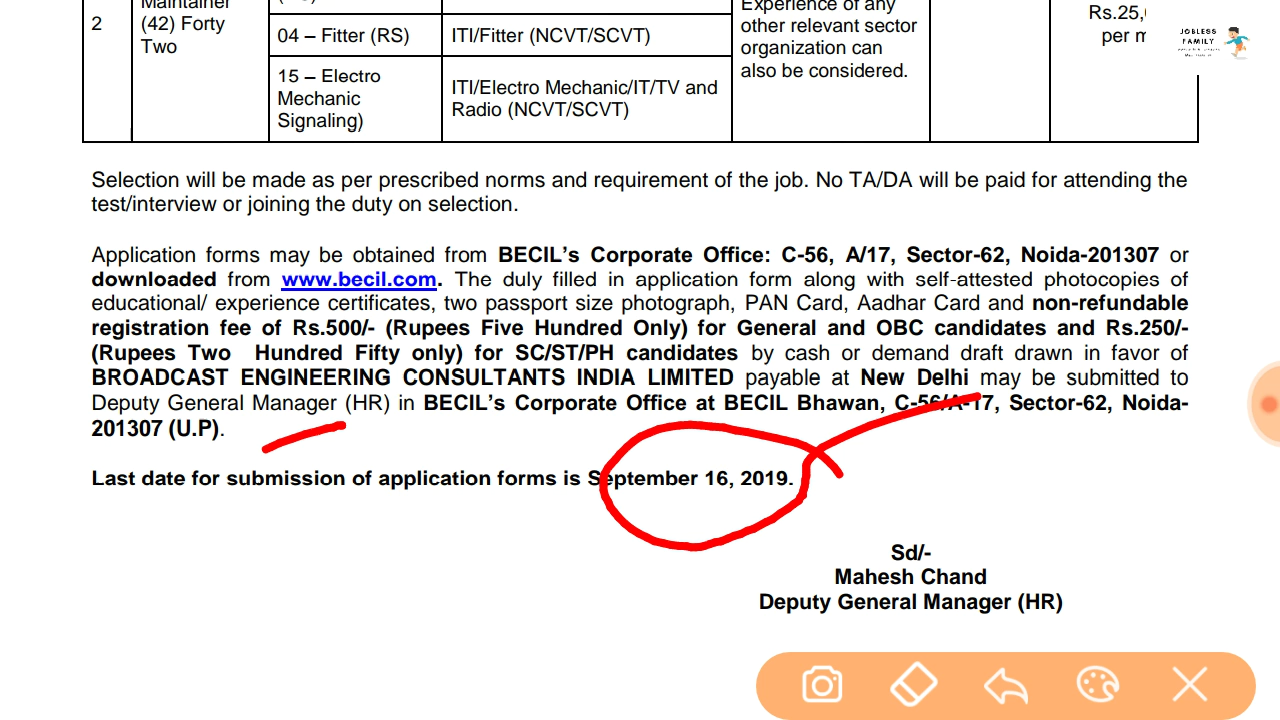 Maintainer
(42) Forty
Two
2
04 – Fitter (RS)
ITI/Fitter (NCVT/SCVT)
15 – Electro
Mechanic
Signaling)
ITI/Electro Mechanic/IT/TV and
Radio (NCVT/SCVT)
Experience of any
other relevant sector
organization can
also be considered.
Rs.25,
per m
JOBLESS
FAMILY
Selection will be made as per prescribed norms and requirement of the job. No TA/DA will be paid for attending the
test/interview or joining the duty on selection.
Application forms may be obtained from BECIL’s Corporate Office: C-56, A/17, Sector-62, Noida-201307 or
downloaded from www.becil.com. The duly filled in application form along with self-attested photocopies of
educational/ experience certificates, two passport size photograph, PAN Card, Aadhar Card and non-refundable
registration fee of Rs.500/- (Rupees Five Hundred Only) for General and OBC candidates and Rs.250/-
(Rupees Two Hundred Fifty only) for SC/ST/PH candidates by cash or demand draft drawn in favor of
BROADCAST ENGINEERING CONSULTANTS INDIA LIMITED payable at New Delhi may be submitted to
Deputy General Manager (HR) in BECIL’s Corporate Office at BECIL Bhawan, C-56/A-17, Sector-62, Noida-
201307 (U.P).
Last date for submission of application forms is September 16, 2019.
Sd/-
Mahesh Chand
Deputy General Manager (HR)